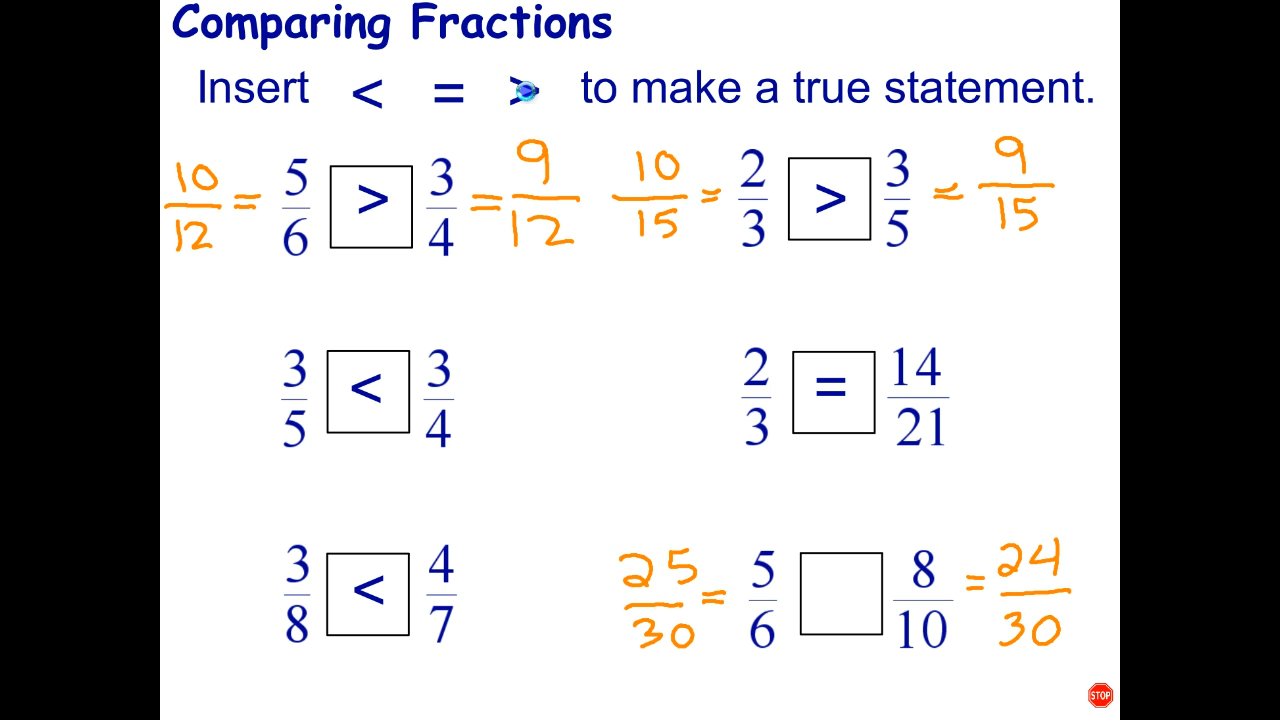 Comparing Fractions
Insert < = > to make a true statement.
10/12 = 5/6 > 3/4 = 9/12
10/15 = 2/3 > 3/5 = 9/15
3/5 < 3/4
2/3 = 14/21
3/8 < 4/7
25/30 = 5/6 8/10 = 24/30
STOP